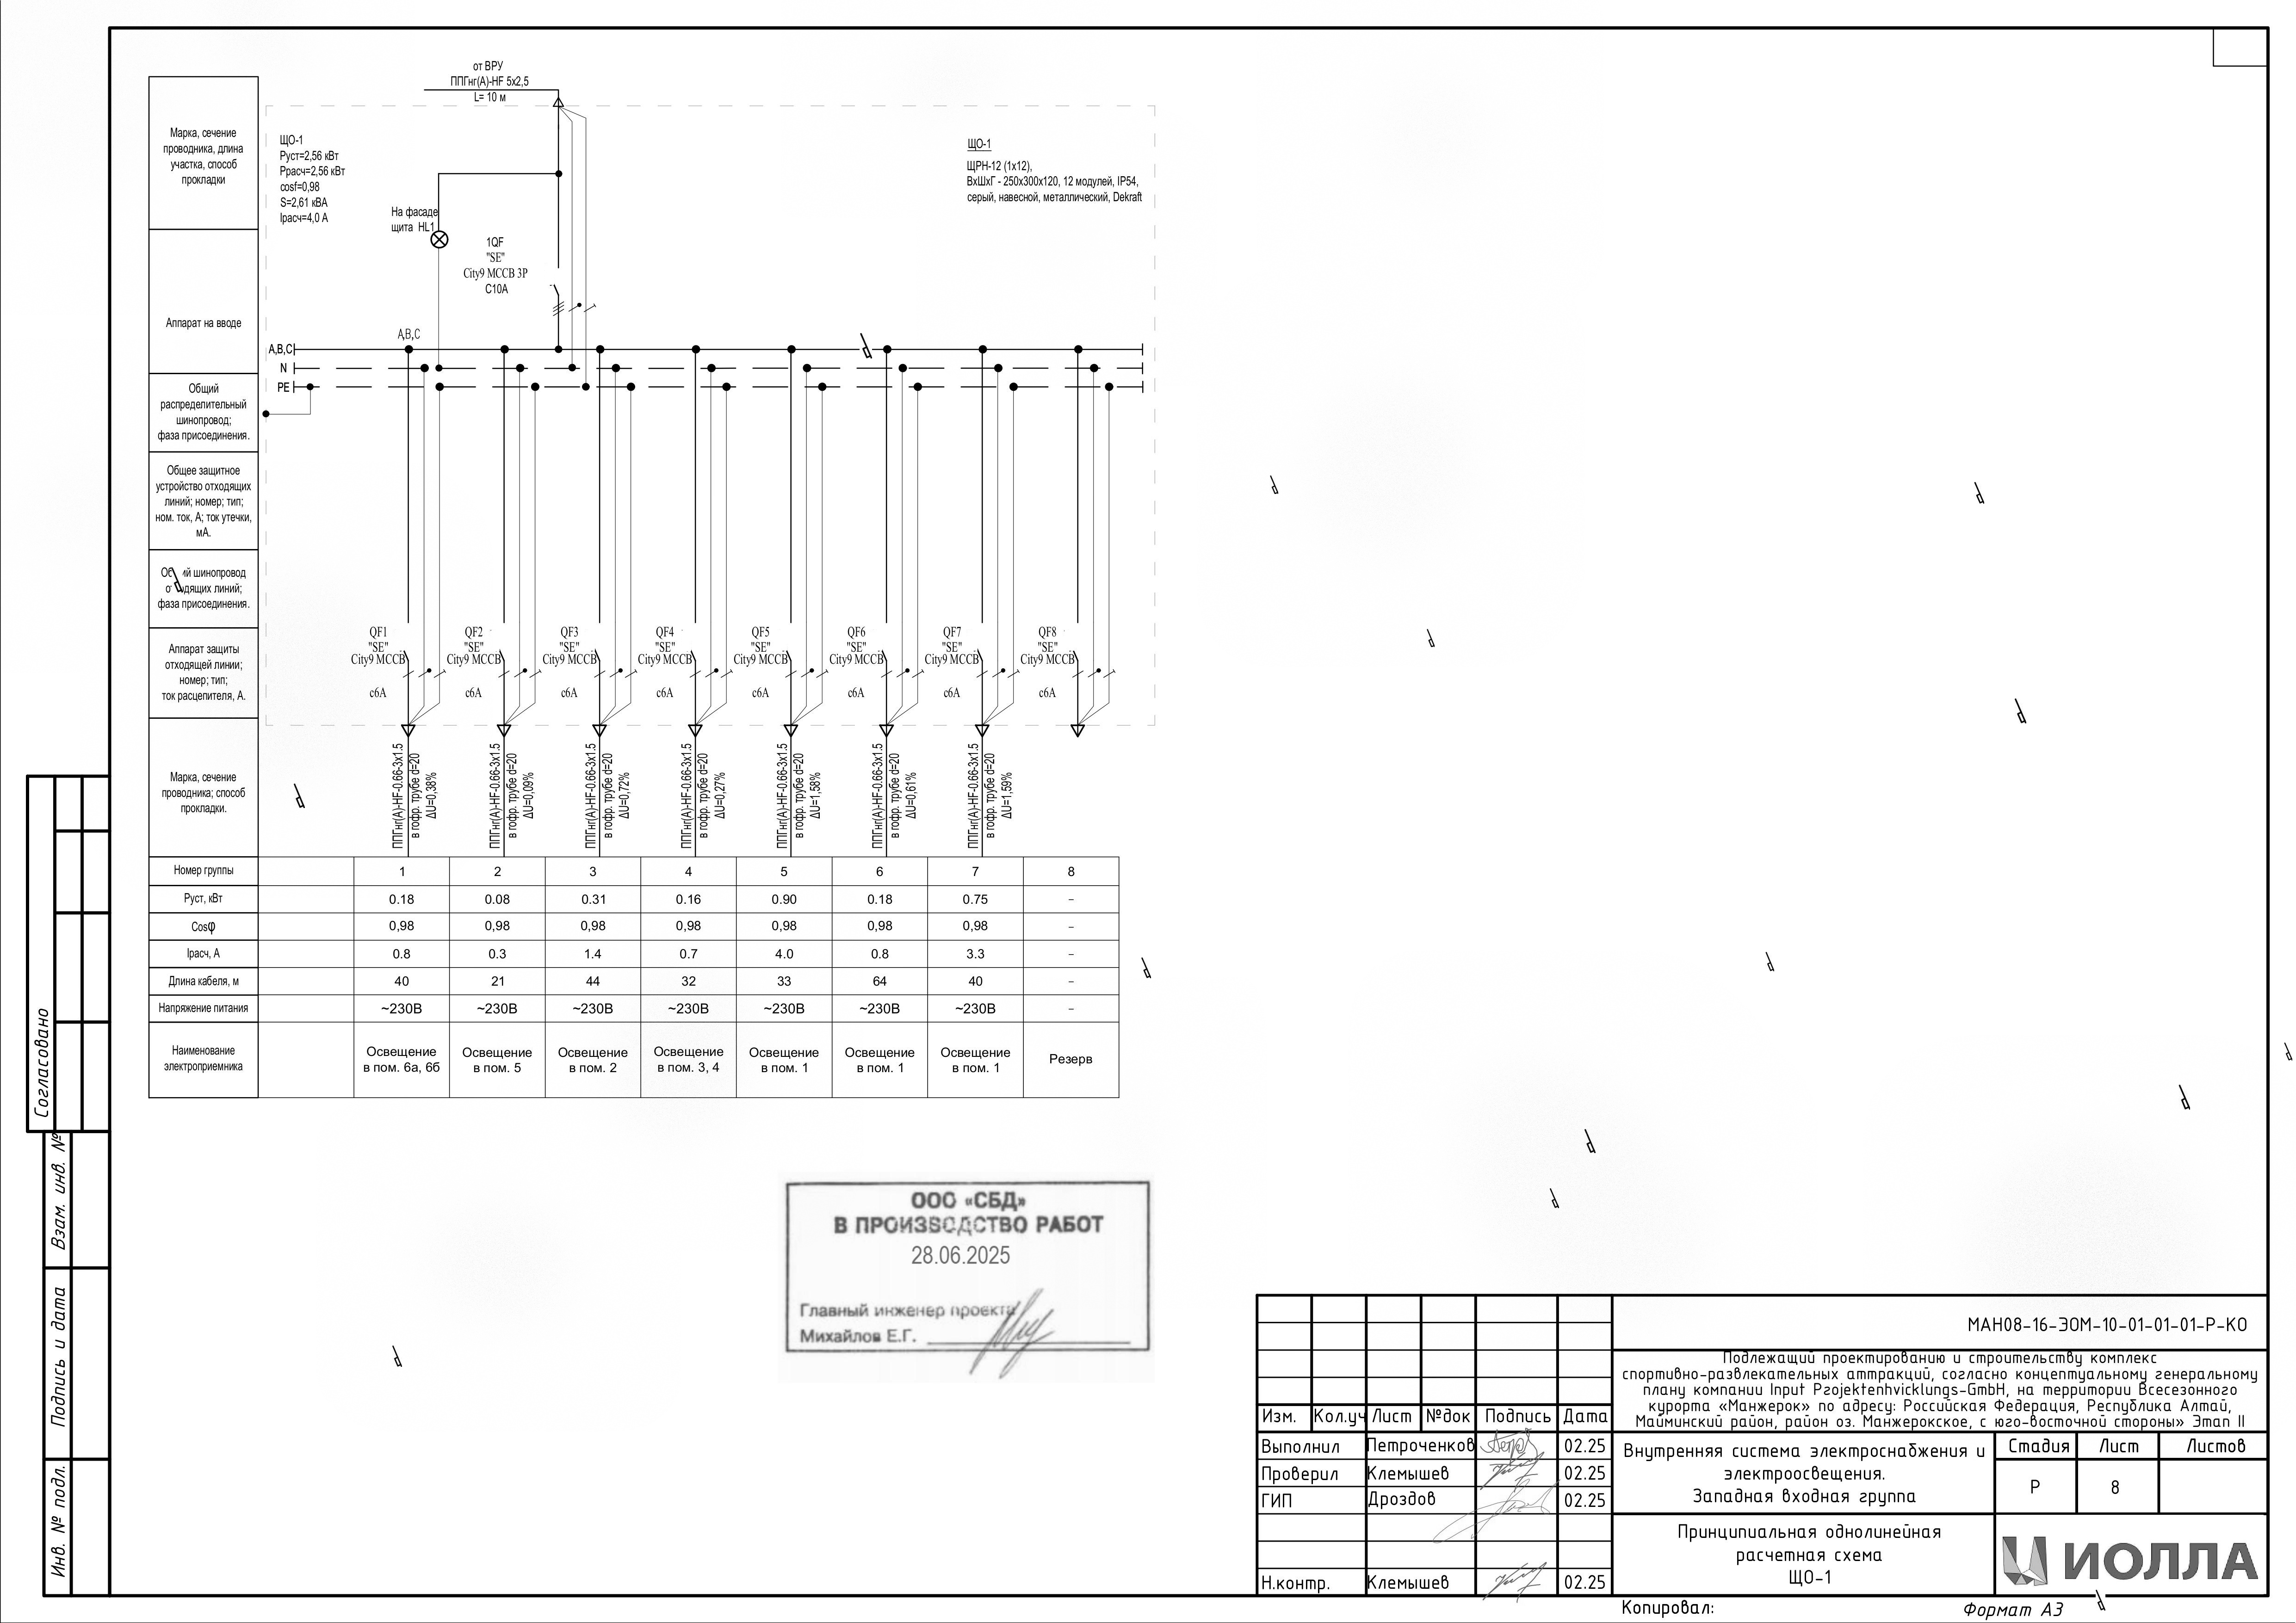 от ВРУ
ППГнг(А)-HF 5х2,5
L= 10 м
Марка, сечение
проводника, длина
участка, способ
прокладки
ЩО-1
Руст=2,56 кВт
Ррасч=2,56 кВт
cosf=0,98
S=2,61 кВА
Iрасч=4,0 А
ЩО-1
ЩРН-12 (1х12),
ВхШхГ - 250х300х120, 12 модулей, IP54,
серый, навесной, металлический, Dekraft
На фасаде
щита HL1
1QF
"SE"
City9 MCCB 3P
C10A
Аппарат на вводе
A,B,C
A,B,C
N
PE
Общий
распределительный
шинопровод;
фаза присоединения.
Общее защитное
устройство отходящих
линий; номер; тип;
ном. ток, А; ток утечки,
мА.
шинопровод
линий;
фаза присоединения.
Аппарат защиты
отходящей линии;
номер; тип;
ток расцепителя, А.
QF1 QF2 QF3 QF4 QF5 QF6 QF7 QF8
"SE" "SE" "SE" "SE" "SE" "SE" "SE" "SE"
City9 MCCB City9 MCCB City9 MCCB City9 MCCB City9 MCCB City9 MCCB City9 MCCB City9 MCCB
c6A c6A c6A c6A c6A c6A c6A c6A
Марка, сечение
проводника; способ
прокладки.
ППГнг(А)-HF-0.66-3х1.5
в гофр. трубе d=20
ΔU=0,38%
ППГнг(А)-HF-0.66-3х1.5
в гофр. трубе d=20
ΔU=0,09%
ППГнг(А)-HF-0.66-3х1.5
в гофр. трубе d=20
ΔU=0,72%
ППГнг(А)-HF-0.66-3х1.5
в гофр. трубе d=20
ΔU=0,27%
ППГнг(А)-HF-0.66-3х1.5
в гофр. трубе d=20
ΔU=1,58%
ППГнг(А)-HF-0.66-3х1.5
в гофр. трубе d=20
ΔU=0,61%
ППГнг(А)-HF-0.66-3х1.5
в гофр. трубе d=20
ΔU=1,59%
Номер группы 1 2 3 4 5 6 7 8
Руст, кВт 0.18 0.08 0.31 0.16 0.90 0.18 0.75 –
Cosφ 0,98 0,98 0,98 0,98 0,98 0,98 0,98 –
Iрасч, А 0.8 0.3 1.4 0.7 4.0 0.8 3.3 –
Длина кабеля, м 40 21 44 32 33 64 40 –
Напряжение питания ~230В ~230В ~230В ~230В ~230В ~230В ~230В –
Наименование
электроприемника
Освещение
в пом. 6а, 6б
Освещение
в пом. 5
Освещение
в пом. 2
Освещение
в пом. 3, 4
Освещение
в пом. 1
Освещение
в пом. 1
Освещение
в пом. 1
Резерв
ООО «СБД»
В ПРОИЗВОДСТВО РАБОТ
28.06.2025
Главный инженер проекта
Михайлов Е.Г.
Согласовано
Взам. инв. №
Подпись и дата
Инв. № подл.
МАН08-16-ЭОМ-10-01-01-01-Р-КО
Подлежащий проектированию и строительству комплекс
спортивно-развлекательных аттракций, согласно концептуальному генеральному
плану компании Input Projektenhvicklungs-GmbH, на территории Всесезонного
курорта «Манжерок» по адресу: Российская Федерация, Республика Алтай,
Майминский район, район оз. Манжерокское, с юго-восточной стороны» Этап II
Изм. Кол.уч Лист №док Подпись Дата
Выполнил Петроченков 02.25
Проверил Клемышев 02.25
ГИП Дроздов 02.25
Н.контр. Клемышев 02.25
Внутренняя система электроснабжения и
электроосвещения.
Западная входная группа
Стадия Лист Листов
Р 8
Принципиальная однолинейная
расчетная схема
ЩО-1
ИОЛЛА
Копировал:
Формат А3